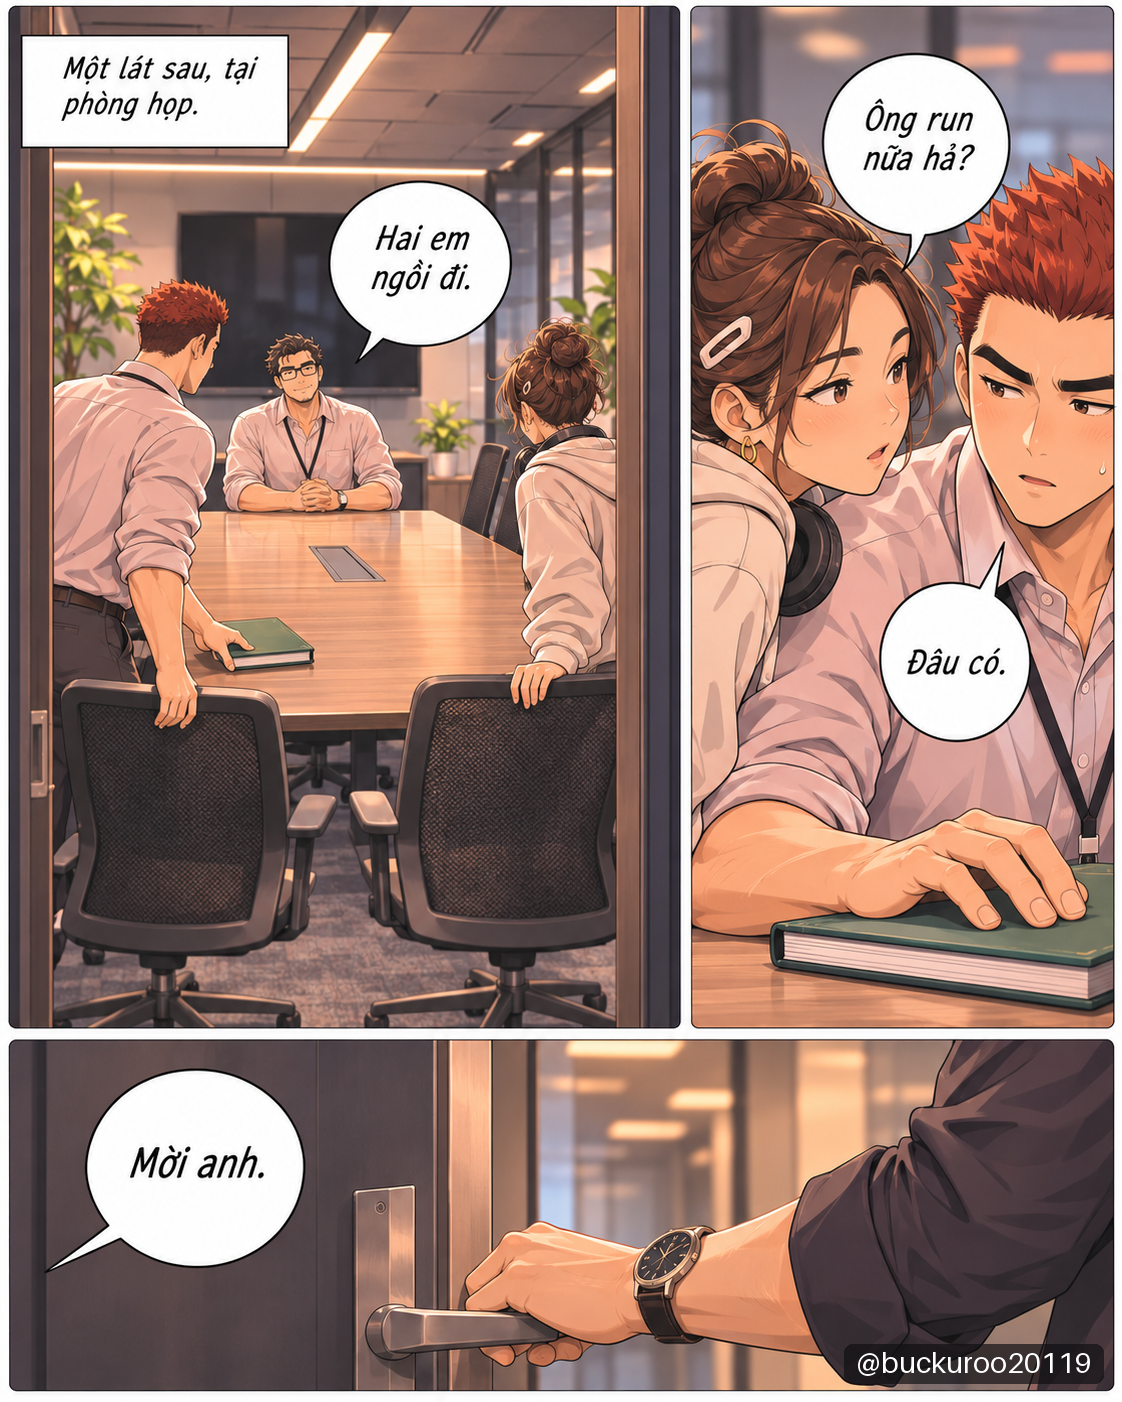 Một lát sau, tại
phòng họp.
Hai em
ngồi đi.
Ông run
nữa hả?
Đâu có.
Mời anh.
@buckuroo20119